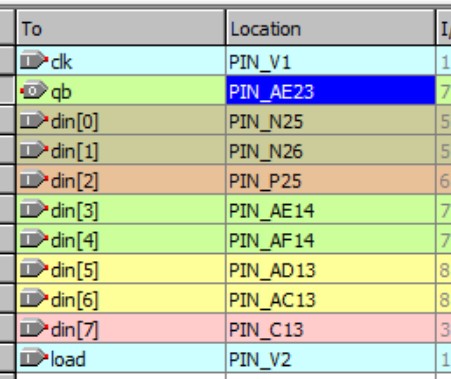 To Location I/
clk PIN_V1 1
qb PIN_AE23 7
din[0] PIN_N25 5
din[1] PIN_N26 5
din[2] PIN_P25 6
din[3] PIN_AE14 7
din[4] PIN_AF14 7
din[5] PIN_AD13 8
din[6] PIN_AC13 8
din[7] PIN_C13 3
load PIN_V2 1